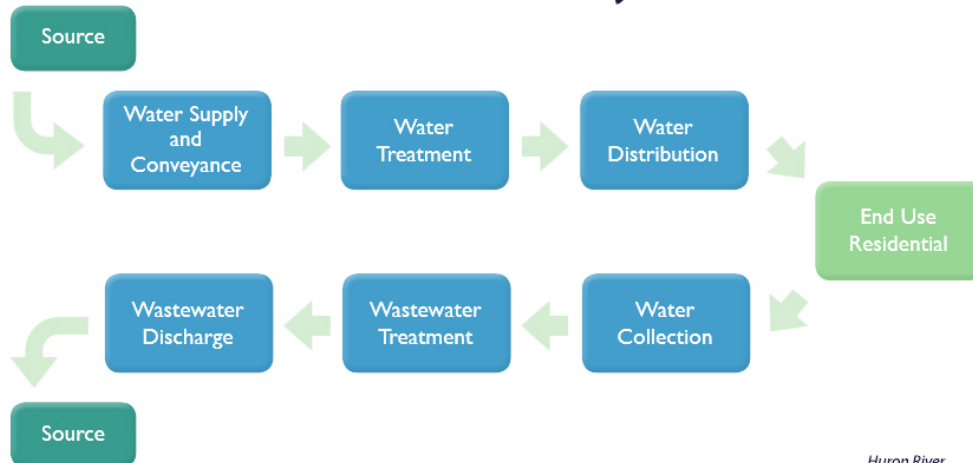 Source
Water Supply
and
Conveyance
Water
Treatment
Water
Distribution
End Use
Residential
Wastewater
Discharge
Wastewater
Treatment
Water
Collection
Source
Huron River